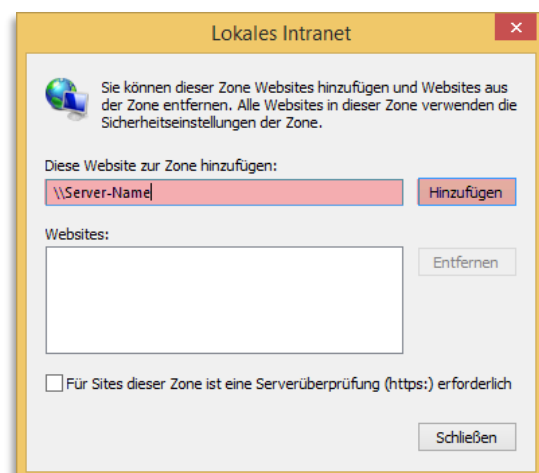 Lokales Intranet
Sie können dieser Zone Websites hinzufügen und Websites aus
der Zone entfernen. Alle Websites in dieser Zone verwenden die
Sicherheitseinstellungen der Zone.
Diese Website zur Zone hinzufügen:
\\Server-Name
Hinzufügen
Websites:
Entfernen
Für Sites dieser Zone ist eine Serverüberprüfung (https:) erforderlich
Schließen